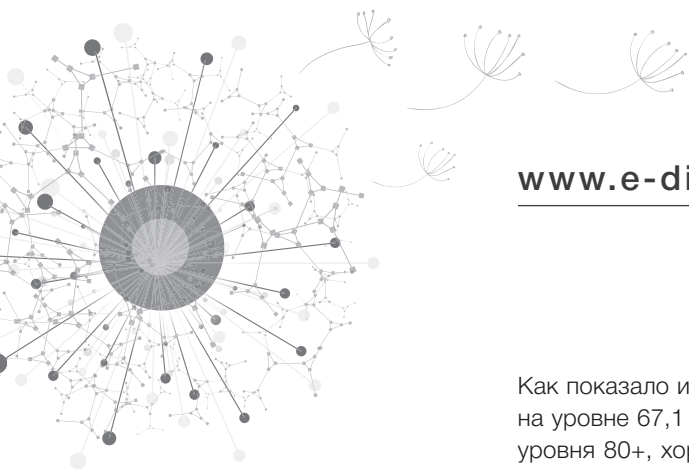 www.e-di
Как показало и
на уровне 67,1
уровня 80+, хор